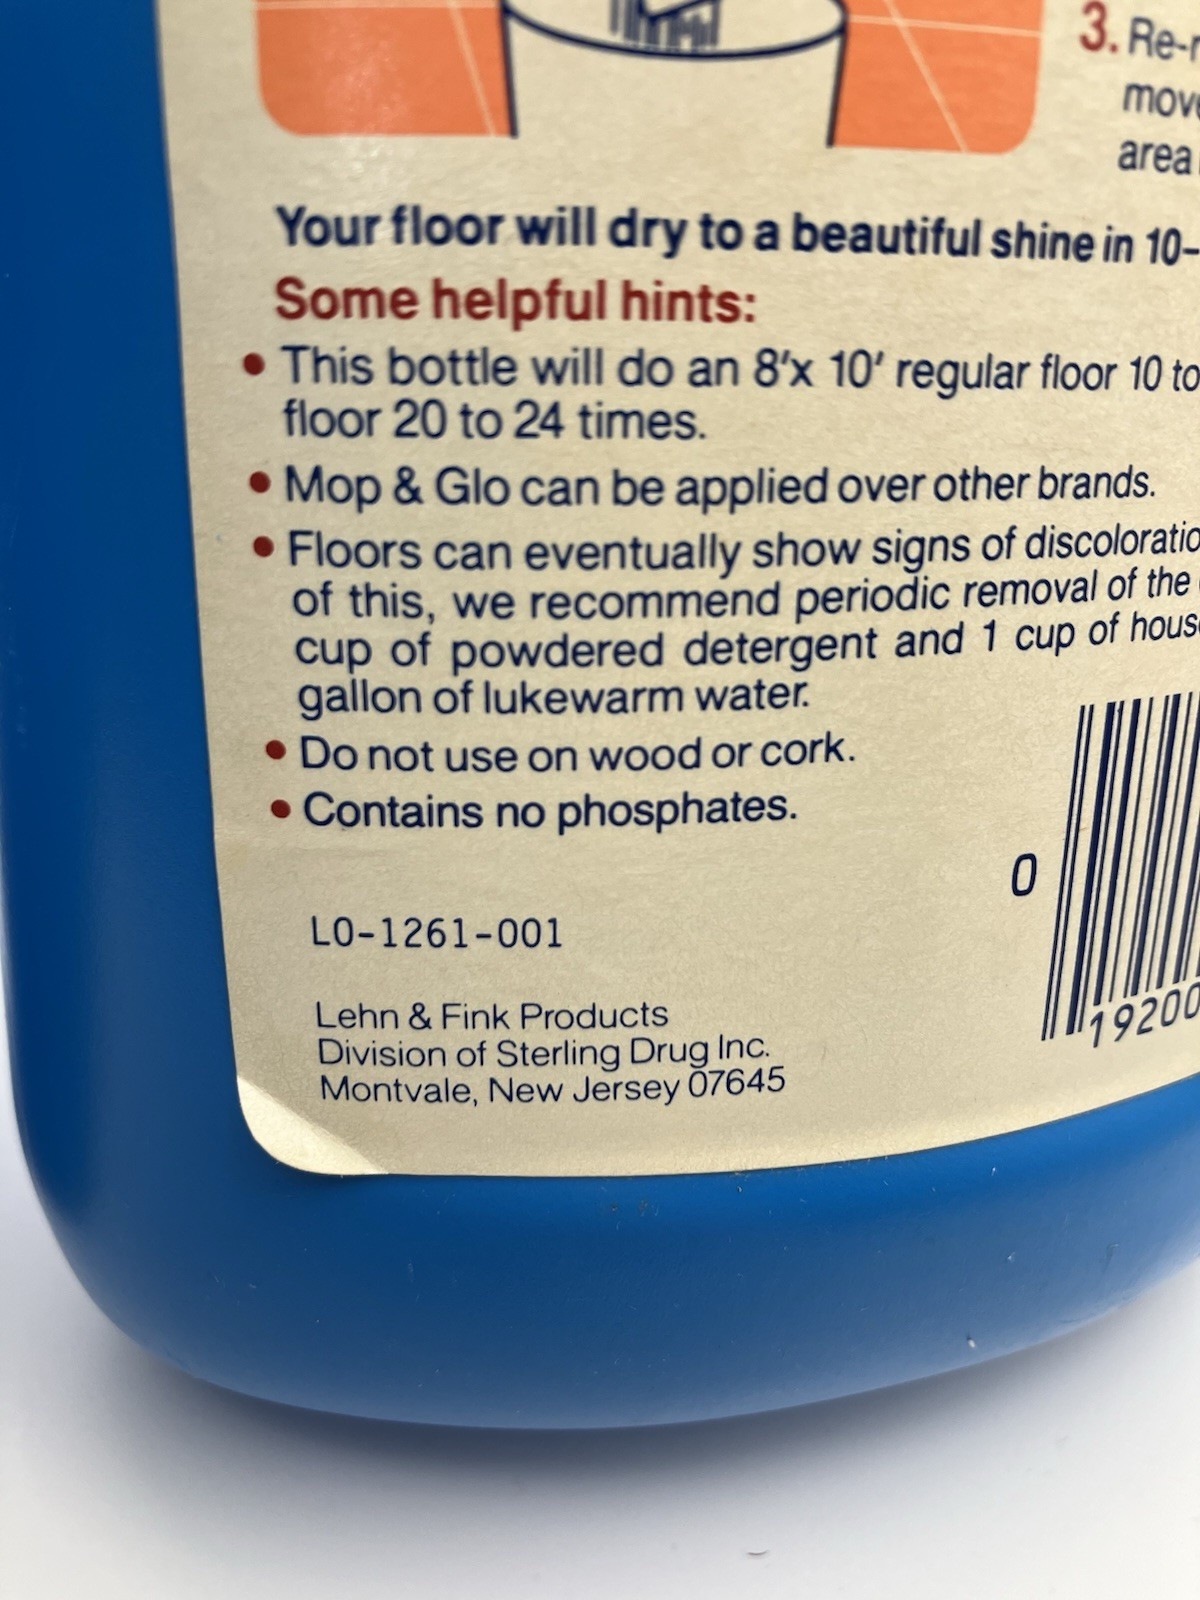 3. Re-
area
Your floor will dry to a beautiful shine in 10–
Some helpful hints:
• This bottle will do an 8'x 10' regular floor 10 to
floor 20 to 24 times.
• Mop & Glo can be applied over other brands.
• Floors can eventually show signs of
of this, we recommend periodic removal of the
cup of powdered detergent and 1 cup of
gallon of lukewarm water.
• Do not use on wood or cork.
• Contains no phosphates.
0
19200
LO-1261-001
Lehn & Fink Products
Division of Sterling Drug Inc.
Montvale, New Jersey 07645